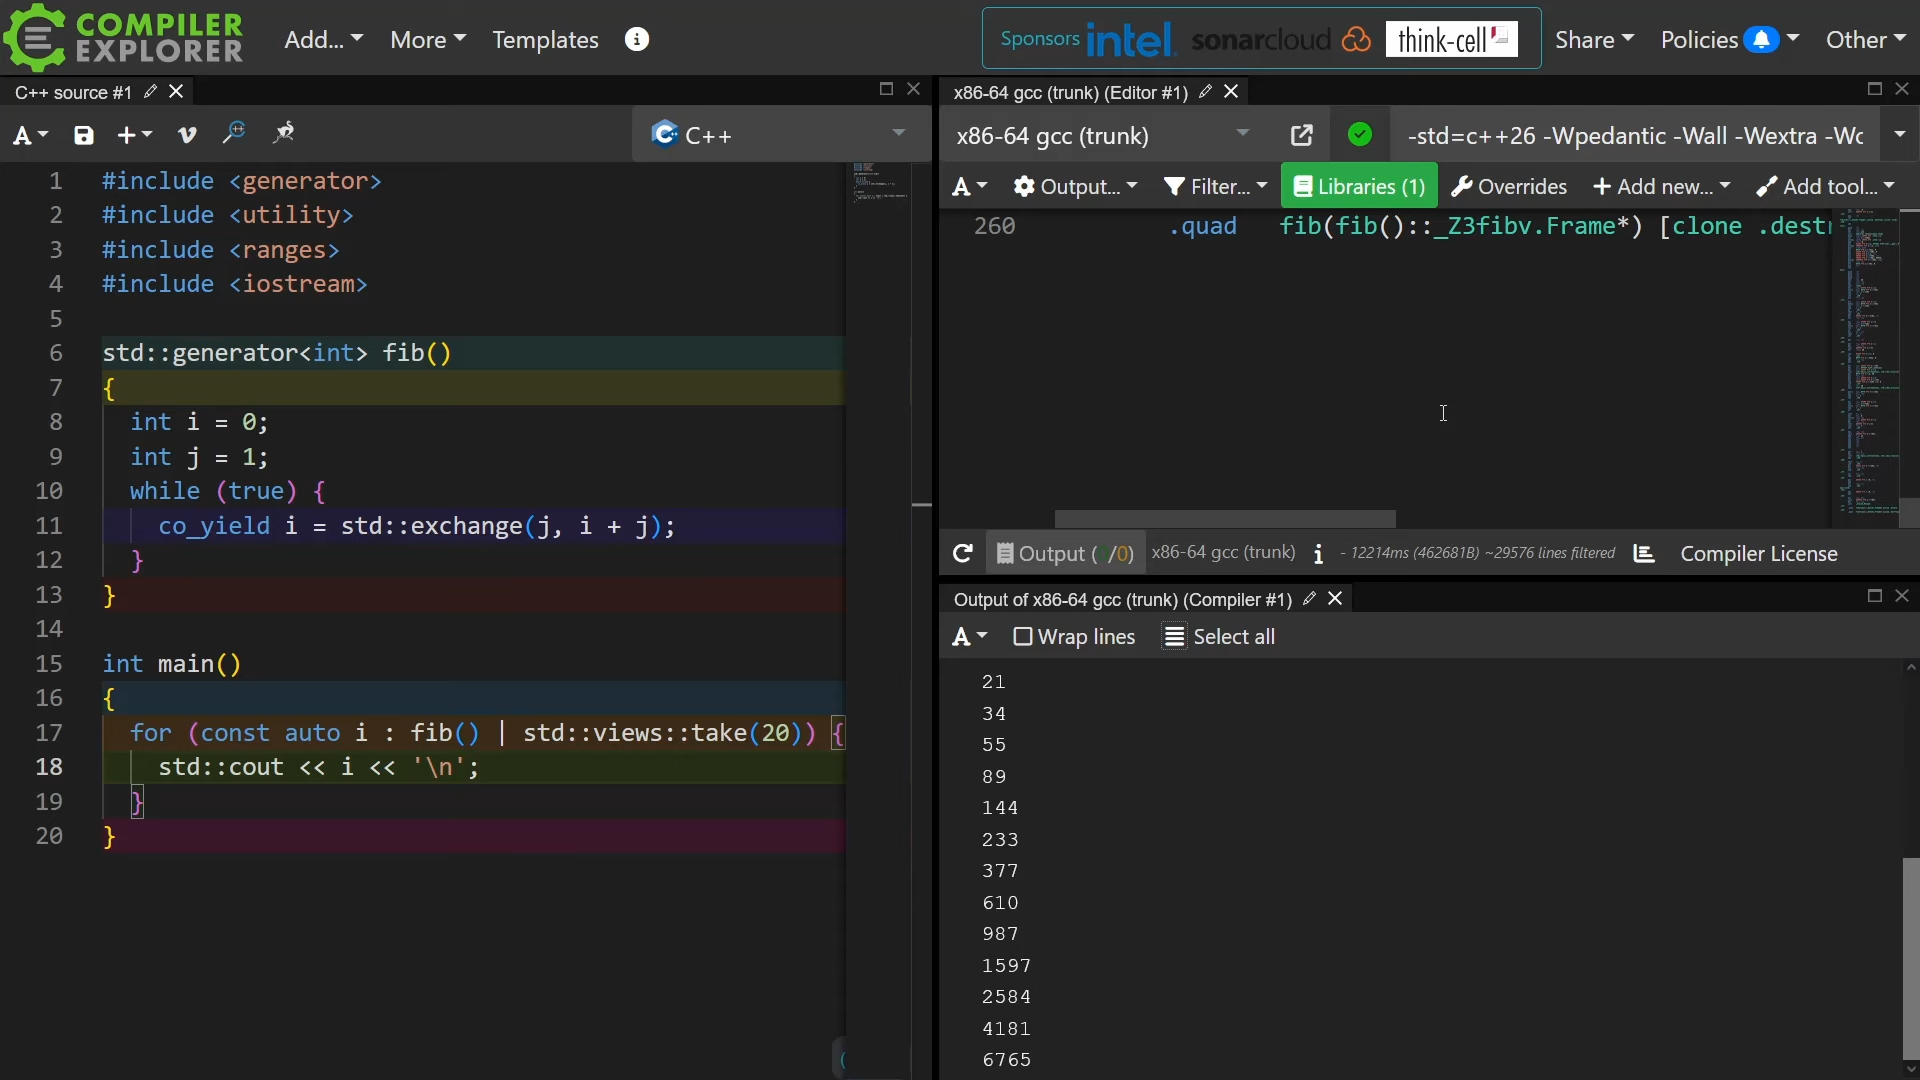 COMPILER
EXPLORER
Add...
More
Templates
Sponsors intel. sonarcloud think-cell
Share
Policies
Other
C++ source #1
A
C++
1 #include <generator>
2 #include <utility>
3 #include <ranges>
4 #include <iostream>
5
6 std::generator<int> fib()
7 {
8 int i = 0;
9 int j = 1;
10 while (true) {
11 co_yield i = std::exchange(j, i + j);
12 }
13 }
14
15 int main()
16 {
17 for (const auto i : fib() | std::views::take(20)) {
18 std::cout << i << '\n';
19 }
20 }
x86-64 gcc (trunk) (Editor #1)
x86-64 gcc (trunk)
-std=c++26 -Wpedantic -Wall -Wextra -Wc
A
Output...
Filter...
Libraries (1)
Overrides
+ Add new...
Add tool...
260 .quad fib(fib()::_Z3fibv.Frame*) [clone .destr
Output ( /0) x86-64 gcc (trunk) i - 12214ms (462681B) ~29576 lines filtered Compiler License
Output of x86-64 gcc (trunk) (Compiler #1)
A
Wrap lines
Select all
21
34
55
89
144
233
377
610
987
1597
2584
4181
6765